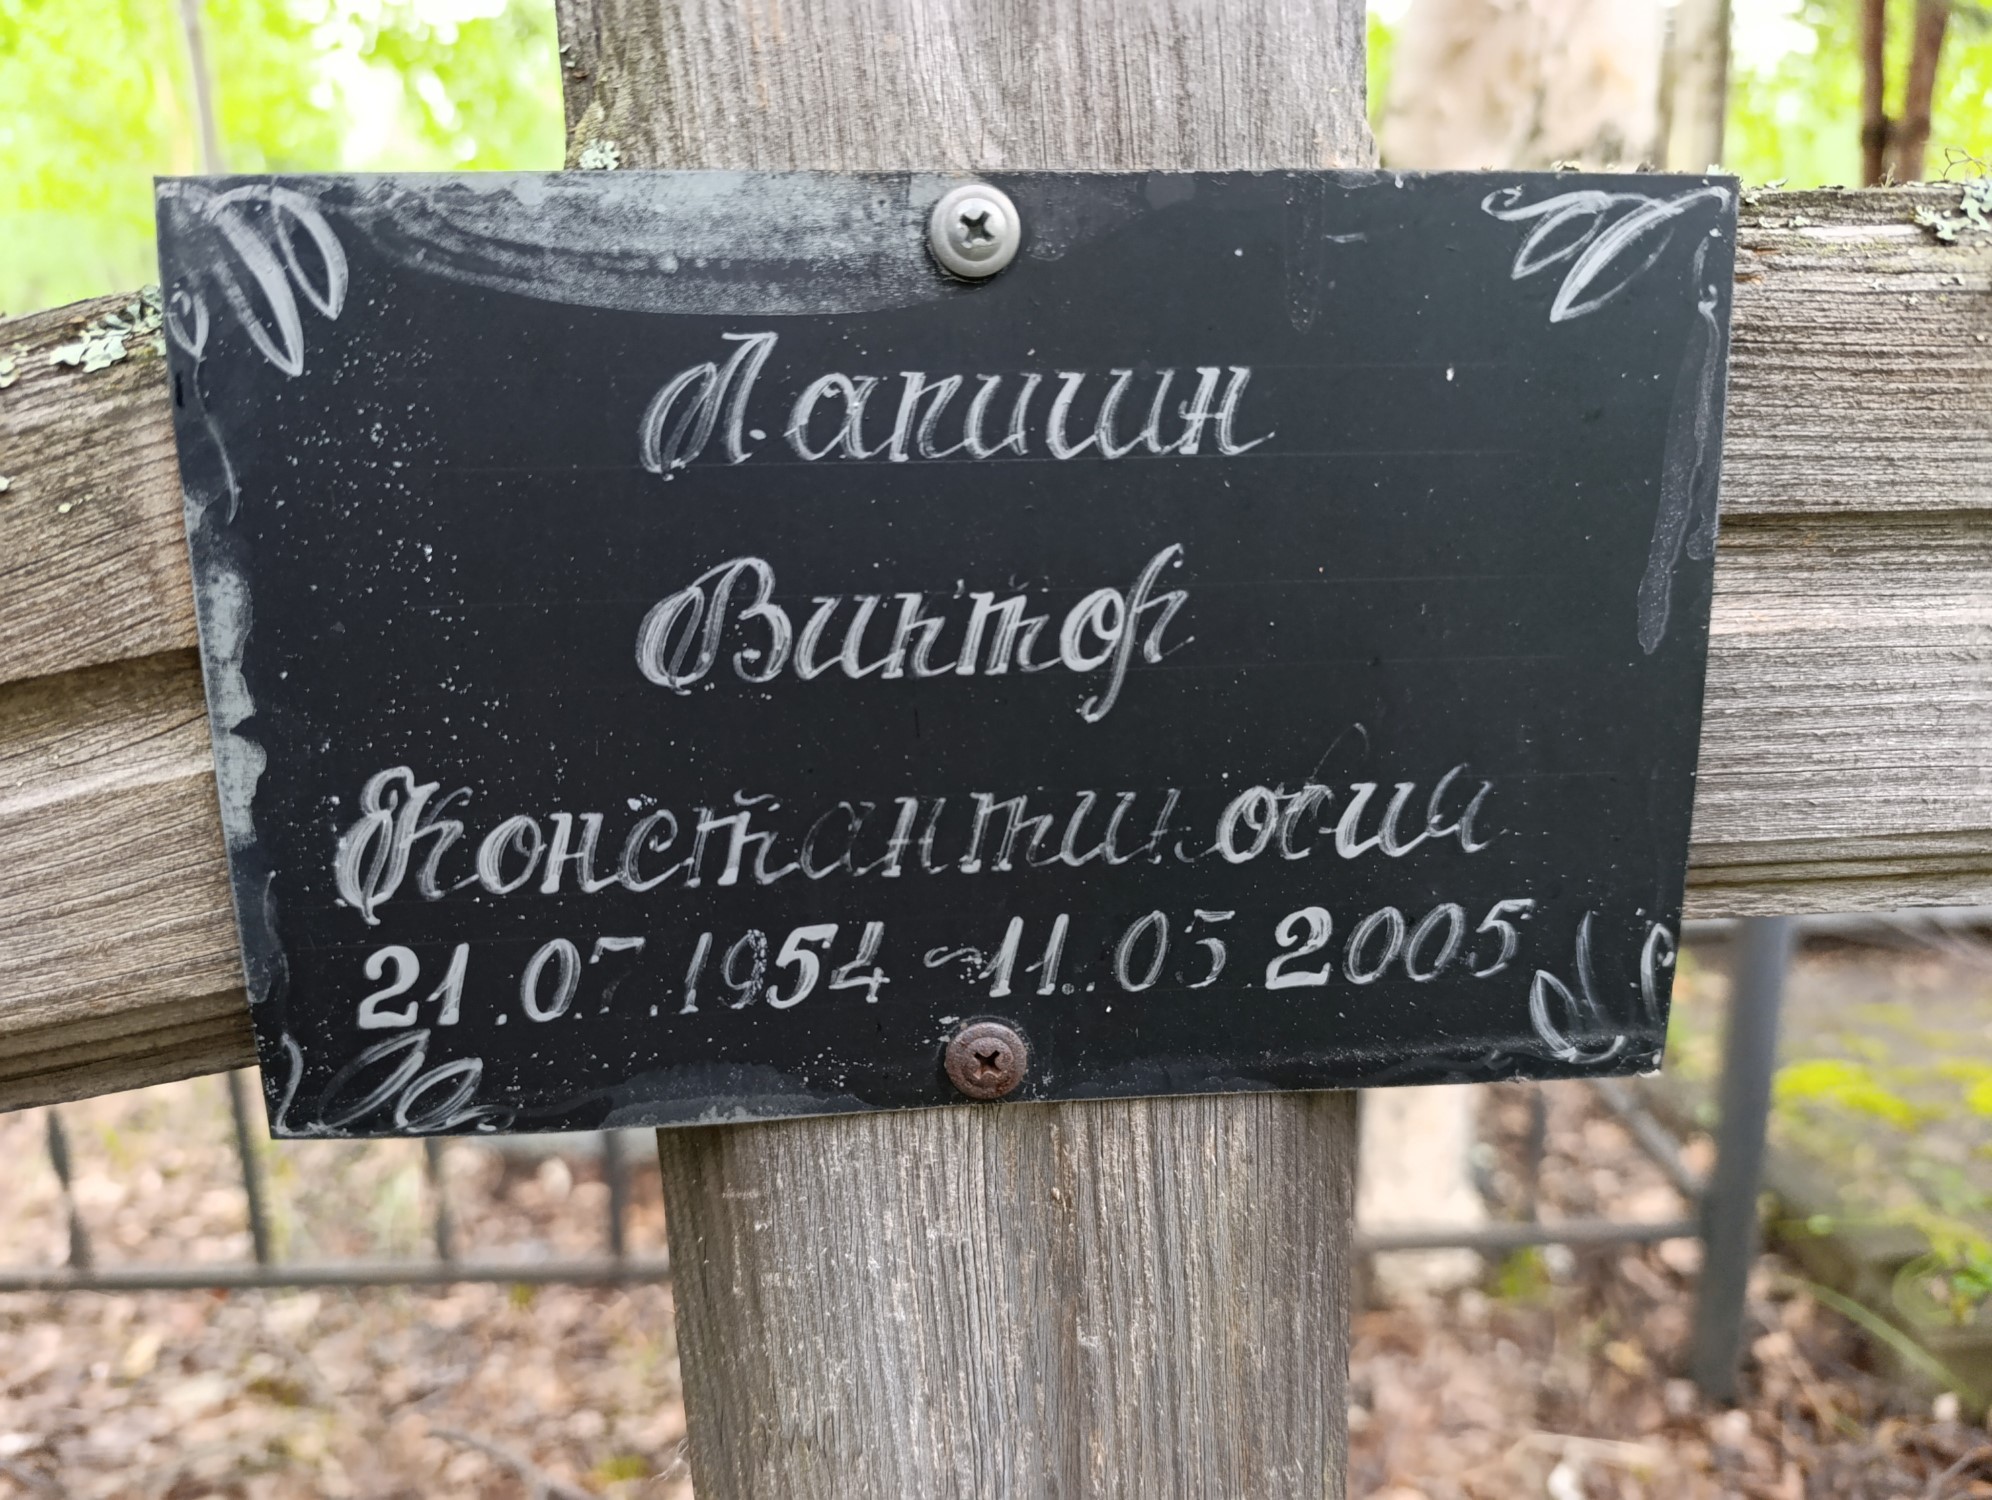 Лапшин
Виктор
Константинович
21.07.1954 ~ 11.05.2005